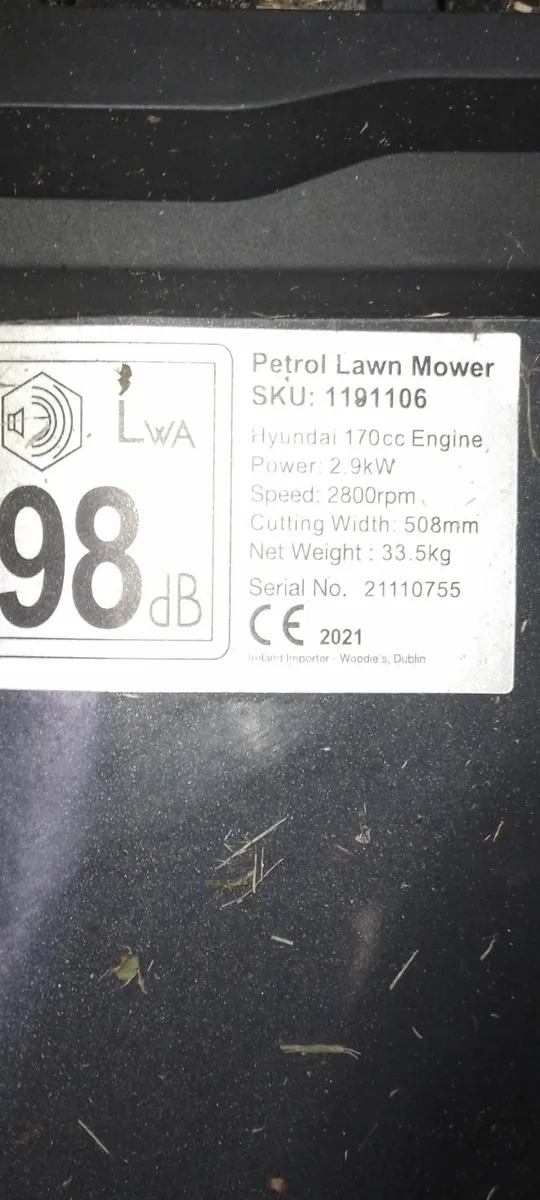 LWA
98 dB
Petrol Lawn Mower
SKU: 1191106
Hyundai 170cc Engine
Power: 2.9kW
Speed: 2800rpm
Cutting Width: 508mm
Net Weight : 33.5kg
Serial No. 21110755
CE 2021
Ireland Importer - Woodie's, Dublin